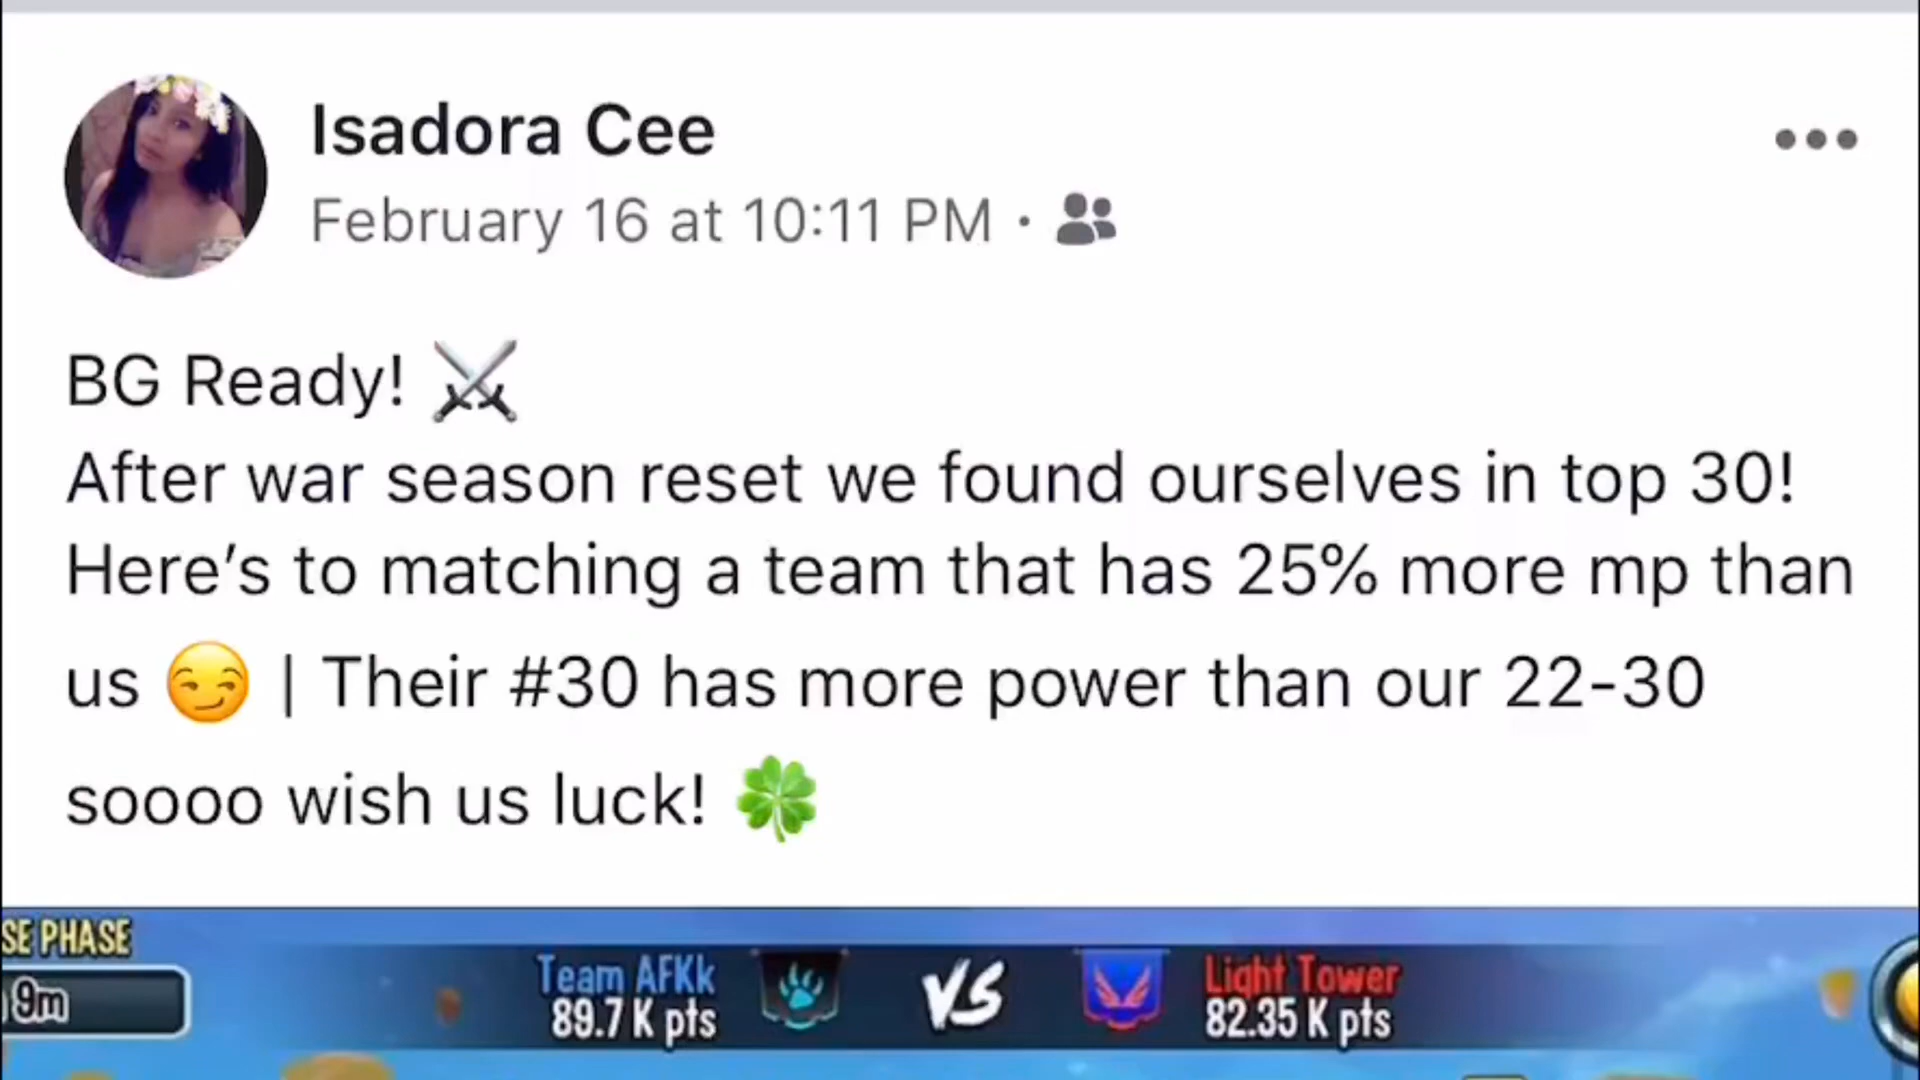 Isadora Cee
February 16 at 10:11 PM ·
BG Ready! ⚔️
After war season reset we found ourselves in top 30!
Here’s to matching a team that has 25% more mp than
us 😏 | Their #30 has more power than our 22-30
soooo wish us luck! 🍀
SE PHASE
9m
Team AFKk
89.7 K pts
VS
Light Tower
82.35 K pts